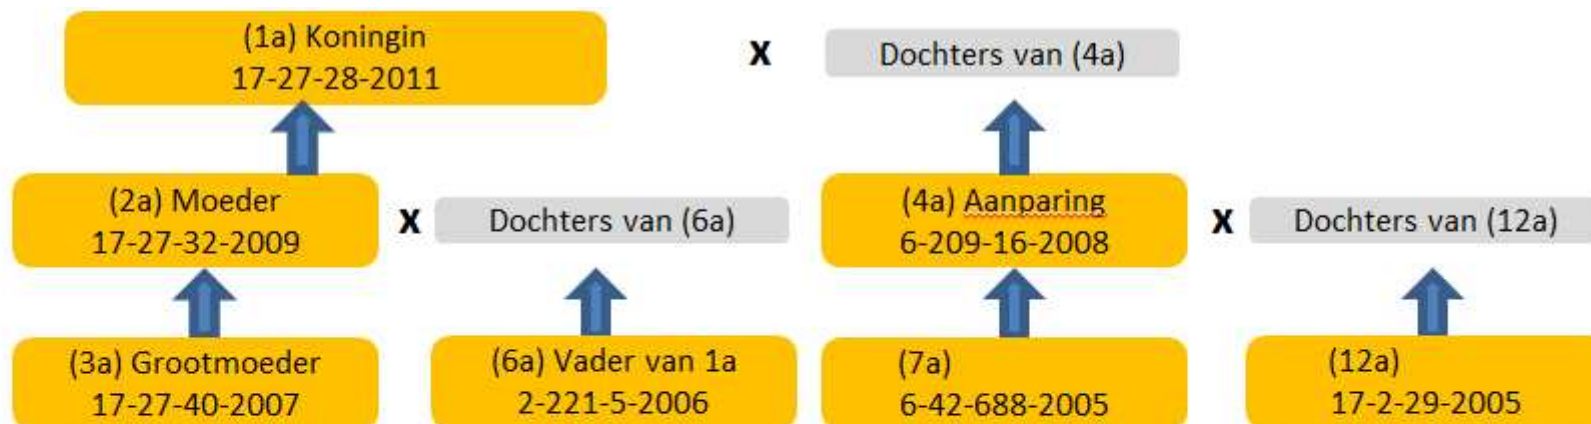 (1a) Koningin
17-27-28-2011
X
Dochters van (4a)
(2a) Moeder
17-27-32-2009
X
Dochters van (6a)
(4a) Aanparing
6-209-16-2008
X
Dochters van (12a)
(3a) Grootmoeder
17-27-40-2007
(6a) Vader van 1a
2-221-5-2006
(7a)
6-42-688-2005
(12a)
17-2-29-2005